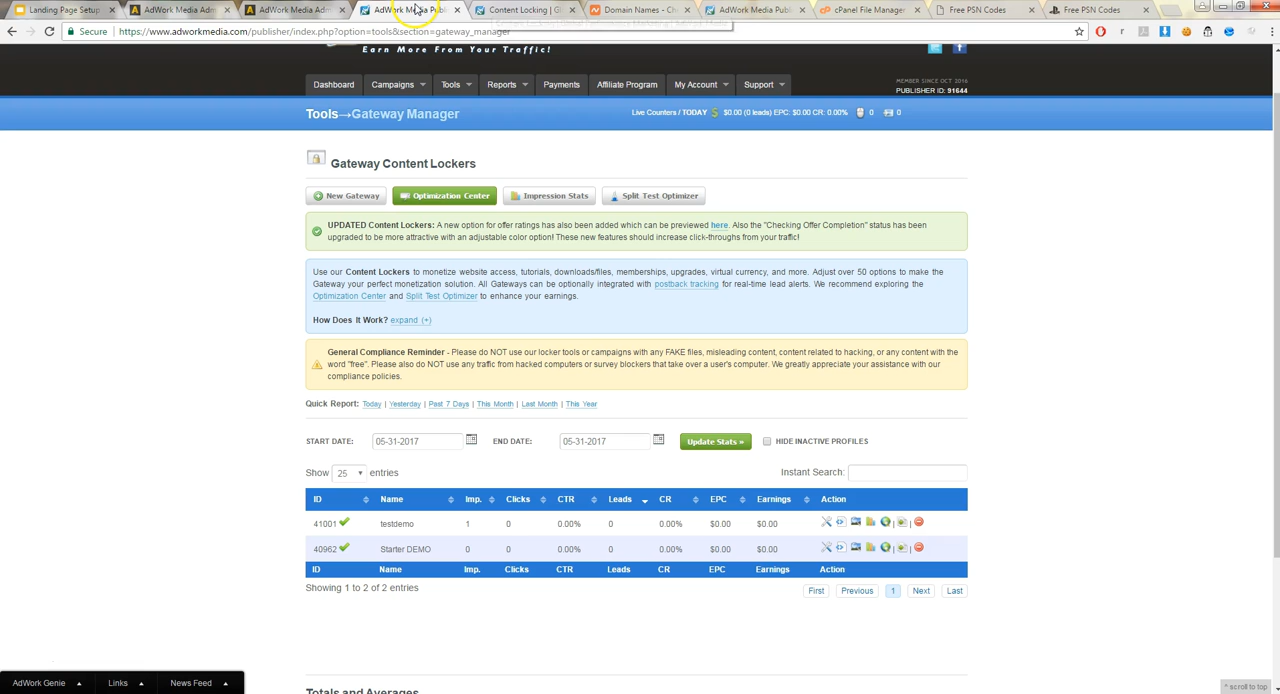 Landing Page Setup
AdWork Media Adm
AdWork Media Adm
AdWork Media Publ
Content Locking | G
Domain Names - Ch
AdWork Media Publ
cPanel File Manager
Free PSN Codes
Free PSN Codes
Secure | https://www.adworkmedia.com/publisher/index.php?option=tools&section=gateway_manager
Earn More From Your Traffic!
Dashboard Campaigns Tools Reports Payments Affiliate Program My Account Support
MEMBER SINCE OCT 2016
PUBLISHER ID: 91644
Tools→Gateway Manager
Live Counters / TODAY $ $0.00 (0 leads) EPC: $0.00 CR: 0.00% 0 0
Gateway Content Lockers
New Gateway Optimization Center Impression Stats Split Test Optimizer
UPDATED Content Lockers: A new option for offer ratings has also been added which can be previewed here. Also the "Checking Offer Completion" status has been
upgraded to be more attractive with an adjustable color option! These new features should increase click-throughs from your traffic!
Use our Content Lockers to monetize website access, tutorials, downloads/files, memberships, upgrades, virtual currency, and more. Adjust over 50 options to make the
Gateway your perfect monetization solution. All Gateways can be optionally integrated with postback tracking for real-time lead alerts. We recommend exploring the
Optimization Center and Split Test Optimizer to enhance your earnings.
How Does It Work? expand (+)
General Compliance Reminder - Please do NOT use our locker tools or campaigns with any FAKE files, misleading content, content related to hacking, or any content with the
word "free". Please also do NOT use any traffic from hacked computers or survey blockers that take over a user's computer. We greatly appreciate your assistance with our
compliance policies.
Quick Report: Today | Yesterday | Past 7 Days | This Month | Last Month | This Year
START DATE: 05-31-2017 END DATE: 05-31-2017 Update Stats » HIDE INACTIVE PROFILES
Show 25 entries Instant Search:
ID Name Imp. Clicks CTR Leads CR EPC Earnings Action
41001 testdemo 1 0 0.00% 0 0.00% $0.00 $0.00
40962 Starter DEMO 0 0 0.00% 0 0.00% $0.00 $0.00
ID Name Imp. Clicks CTR Leads CR EPC Earnings Action
Showing 1 to 2 of 2 entries
First Previous 1 Next Last
Totals and Averages
AdWork Genie Links News Feed
^ scroll to top